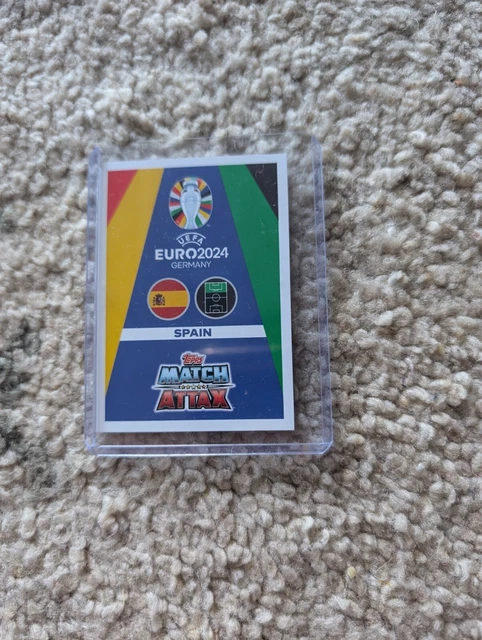 UEFA
EURO2024
GERMANY
SPAIN
Topps
MATCH
ATTAX